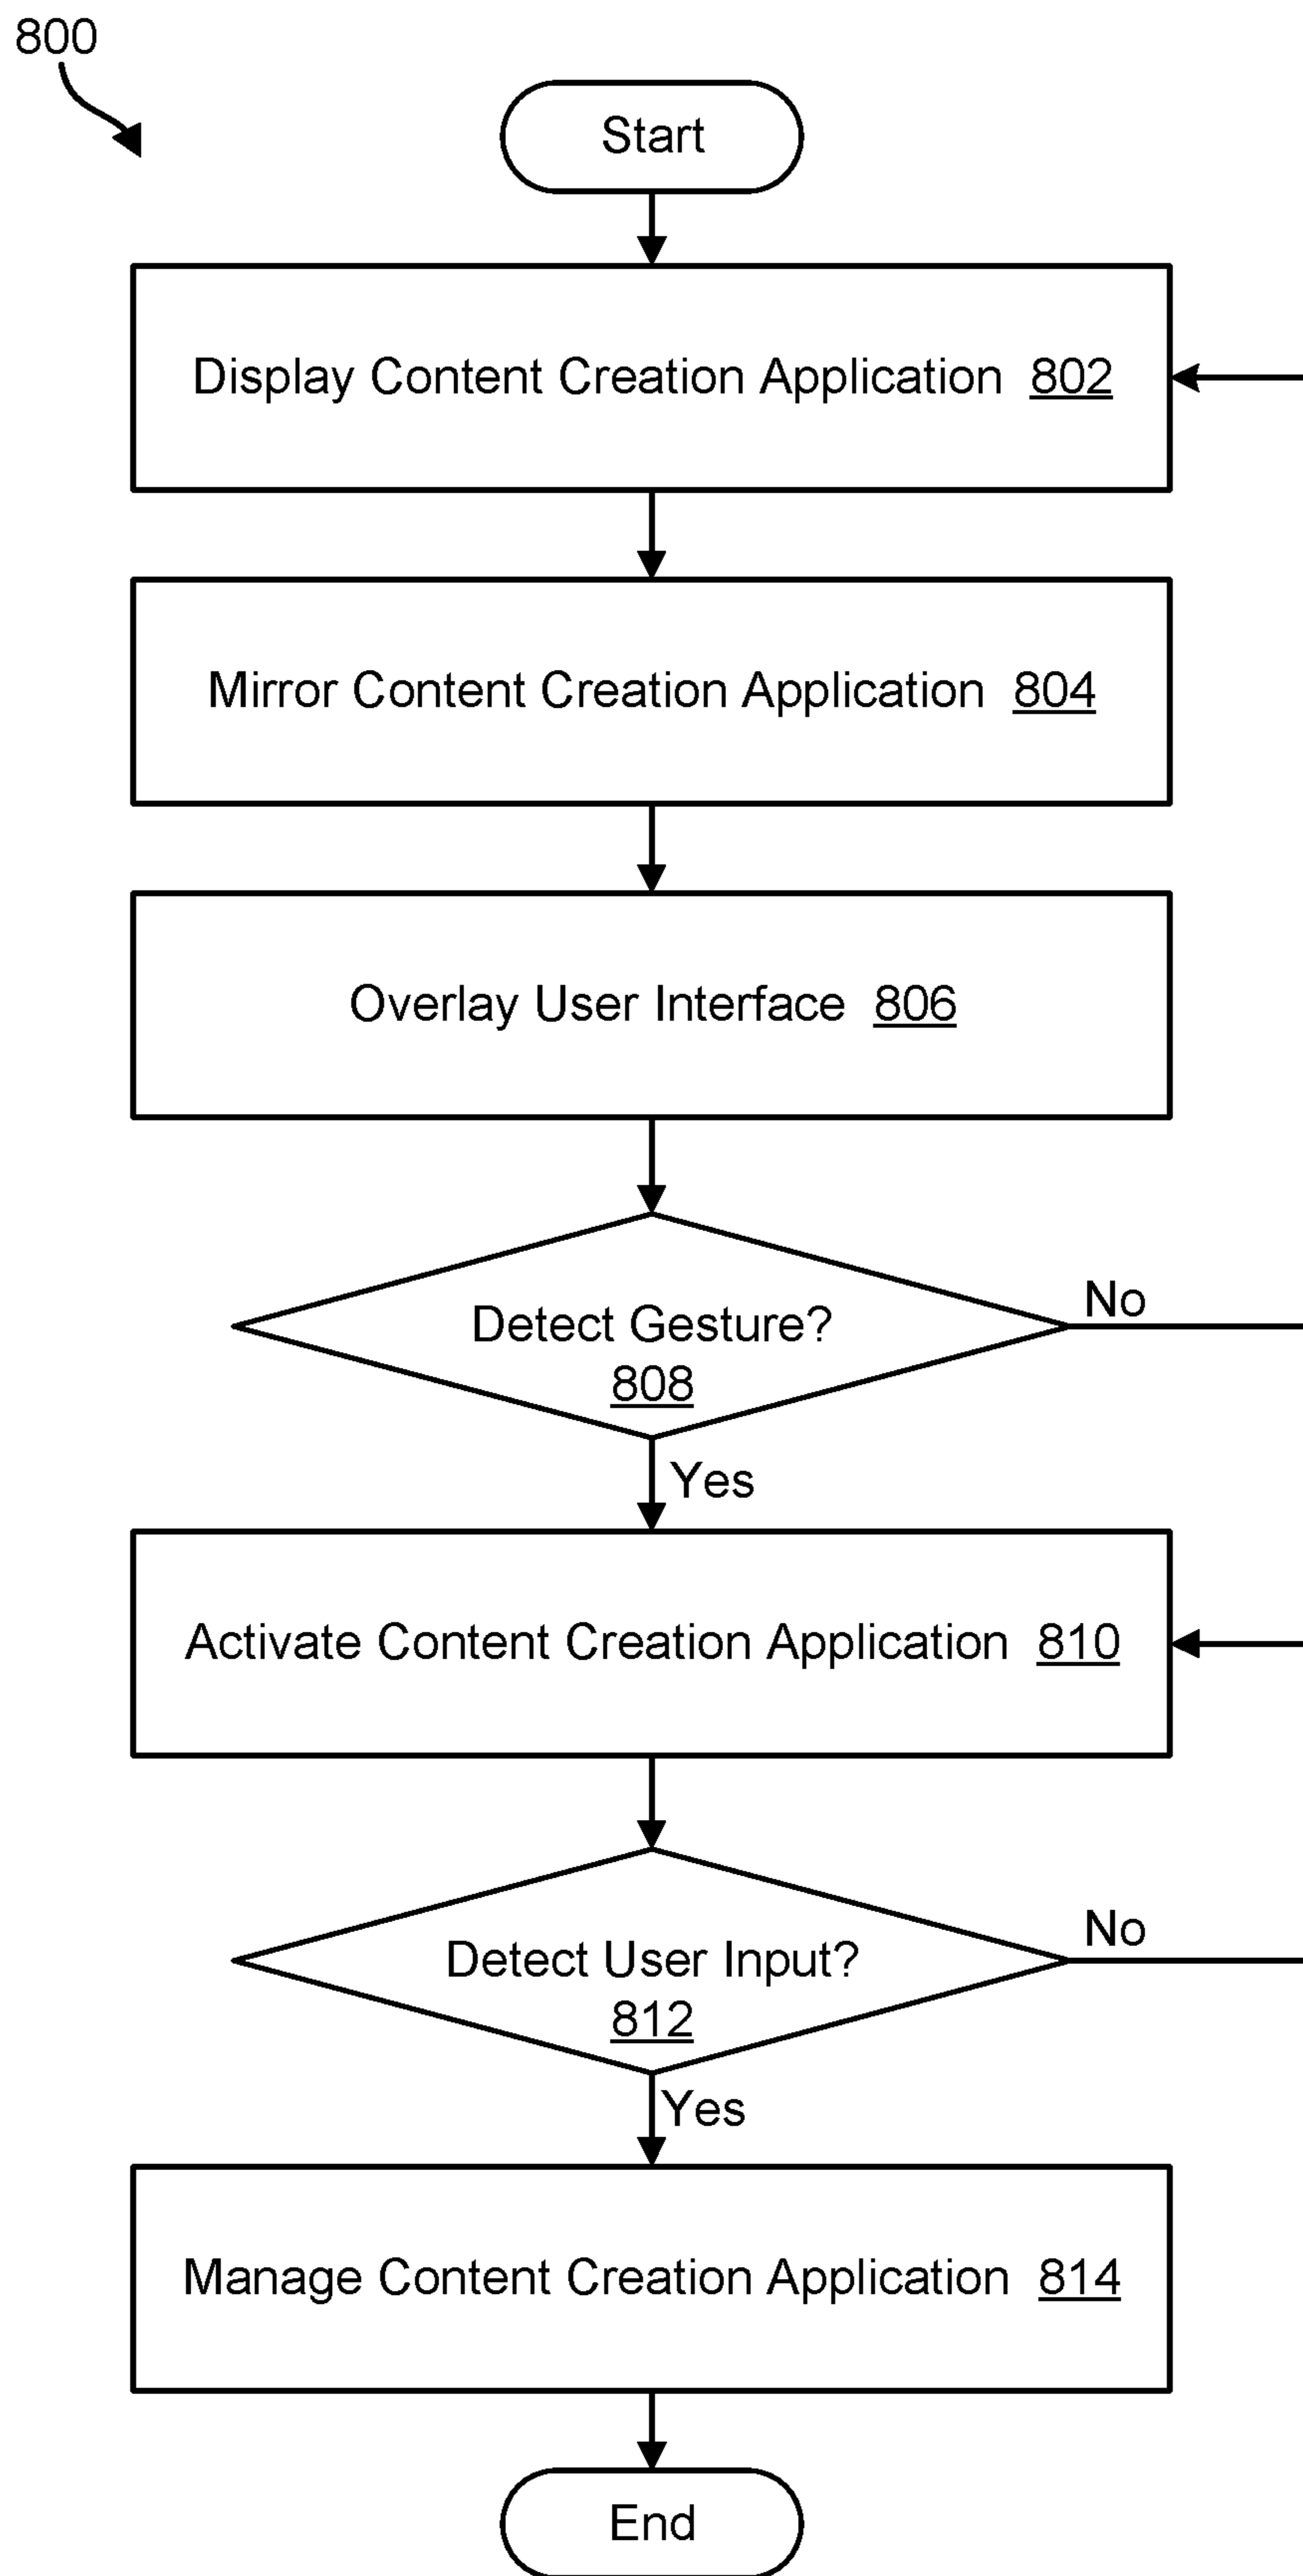 800
Start
Display Content Creation Application 802
Mirror Content Creation Application 804
Overlay User Interface 806
Detect Gesture?
808
No
Yes
Activate Content Creation Application 810
Detect User Input?
812
No
Yes
Manage Content Creation Application 814
End